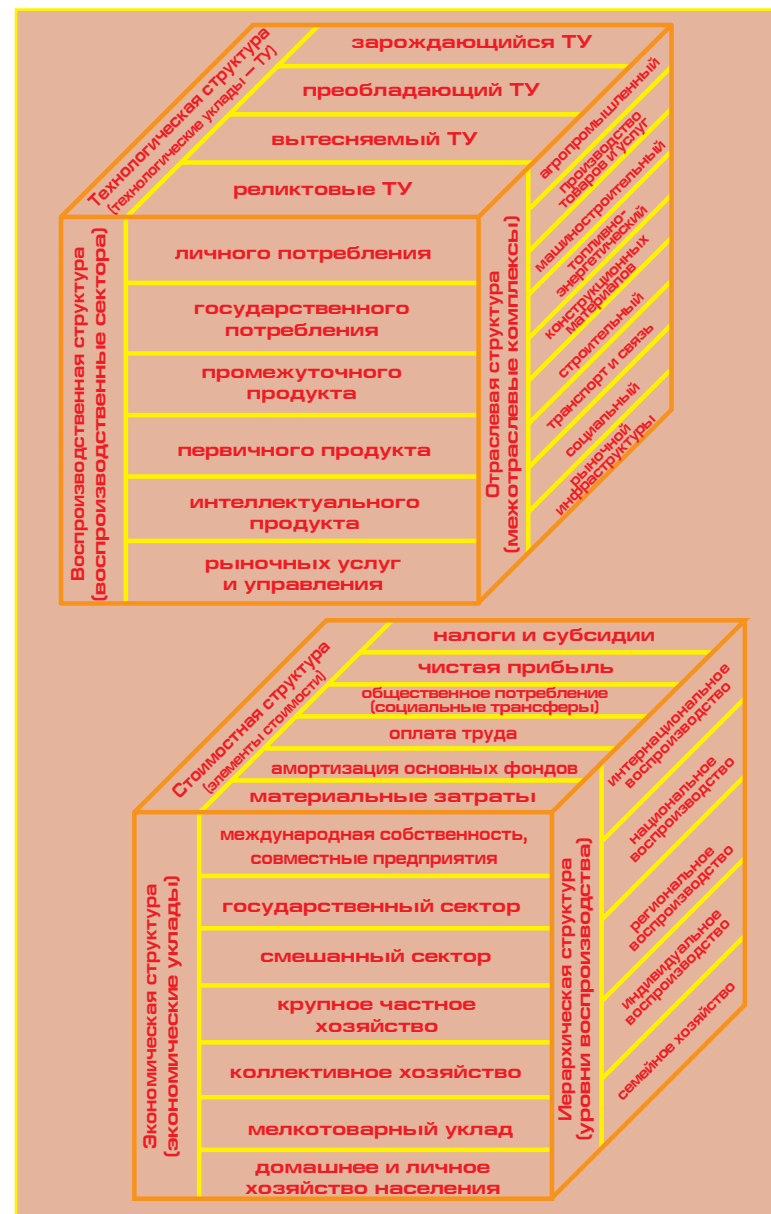 Технологическая структура
(технологические уклады – ТУ)
зарождающийся ТУ
преобладающий ТУ
вытесняемый ТУ
реликтовые ТУ
Воспроизводственная структура
(воспроизводственные сектора)
личного потребления
государственного
потребления
промежуточного
продукта
первичного продукта
интеллектуального
продукта
рыночных услуг
и управления
Отраслевая структура
(межотраслевые комплексы)
агропромышленный
производство
товаров и услуг
машиностроительный
топливно-
энергетический
конструкционных
материалов
строительный
транспорт и связь
социальный
рыночной
инфраструктуры
Стоимостная структура
(элементы стоимости)
налоги и субсидии
чистая прибыль
общественное потребление
(социальные трансферы)
оплата труда
амортизация основных фондов
материальные затраты
Экономическая структура
(экономические уклады)
международная собственность,
совместные предприятия
государственный сектор
смешанный сектор
крупное частное
хозяйство
коллективное хозяйство
мелкотоварный уклад
домашнее и личное
хозяйство населения
Иерархическая структура
(уровни воспроизводства)
интернациональное
воспроизводство
национальное
воспроизводство
региональное
воспроизводство
индивидуальное
воспроизводство
семейное хозяйство